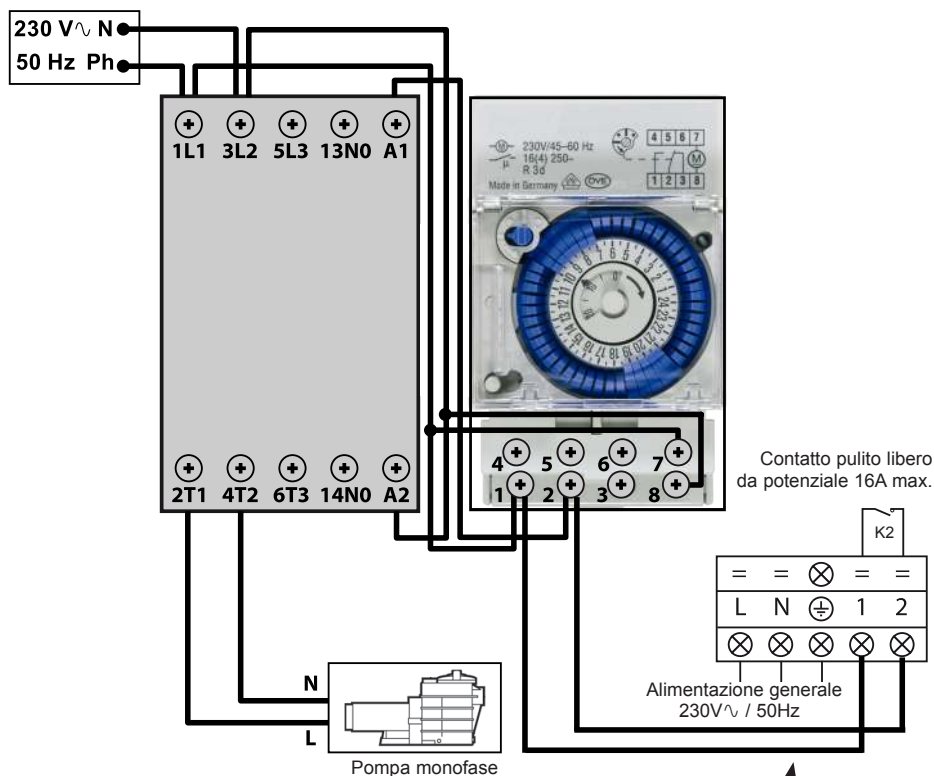 230 V∿ N
50 Hz Ph
1L1 3L2 5L3 13N0 A1
2T1 4T2 6T3 14N0 A2
230V/45–60 Hz
16(4) 250~
μ
R 3d
Made in Germany
OVE
4 5 6 7
M
M
1 2 3 8
4 5 6 7
1 2 3 8
Contatto pulito libero
da potenziale 16A max.
K2
= = = =
L N 1 2
Alimentazione generale
230V∿ / 50Hz
N
L
Pompa monofase